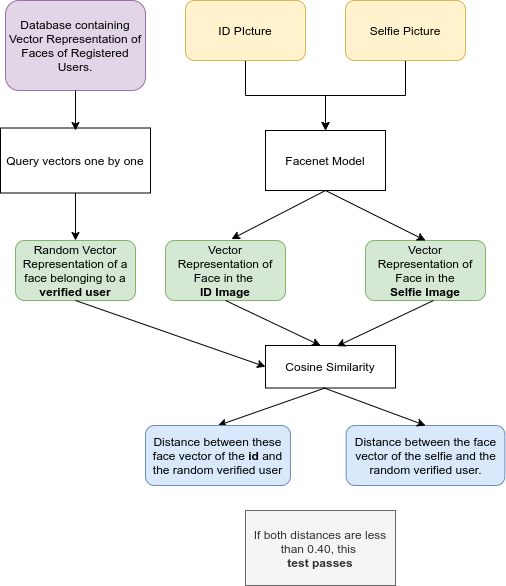 Database containing
Vector Representation of
Faces of Registered
Users.
ID PIcture
Selfie Picture
Query vectors one by one
Facenet Model
Random Vector
Representation of a
face belonging to a
verified user
Vector
Representation of
Face in the
ID Image
Vector
Representation of
Face in the
Selfie Image
Cosine Similarity
Distance between these
face vector of the id and
the random verified user
Distance between the face
vector of the selfie and the
random verified user.
If both distances are less
than 0.40, this
test passes